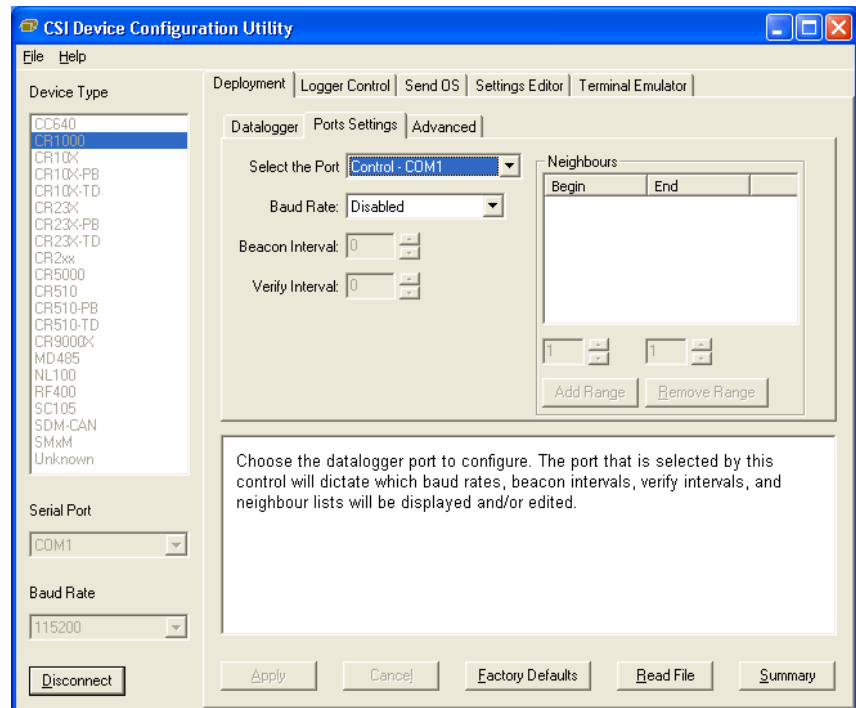 CSI Device Configuration Utility
File Help
Device Type
CC640
CR1000
CR10X
CR10X-PB
CR10X-TD
CR23X
CR23X-PB
CR23X-TD
CR2xx
CR5000
CR510
CR510-PB
CR510-TD
CR9000X
MD485
NL100
RF400
SC105
SDM-CAN
SMxM
Unknown
Serial Port
COM1
Baud Rate
115200
Disconnect
Deployment Logger Control Send OS Settings Editor Terminal Emulator
Datalogger Ports Settings Advanced
Select the Port Control - COM1
Baud Rate: Disabled
Beacon Interval: 0
Verify Interval: 0
Neighbours
Begin End
1 1
Add Range Remove Range
Choose the datalogger port to configure. The port that is selected by this
control will dictate which baud rates, beacon intervals, verify intervals, and
neighbour lists will be displayed and/or edited.
Apply Cancel Factory Defaults Read File Summary